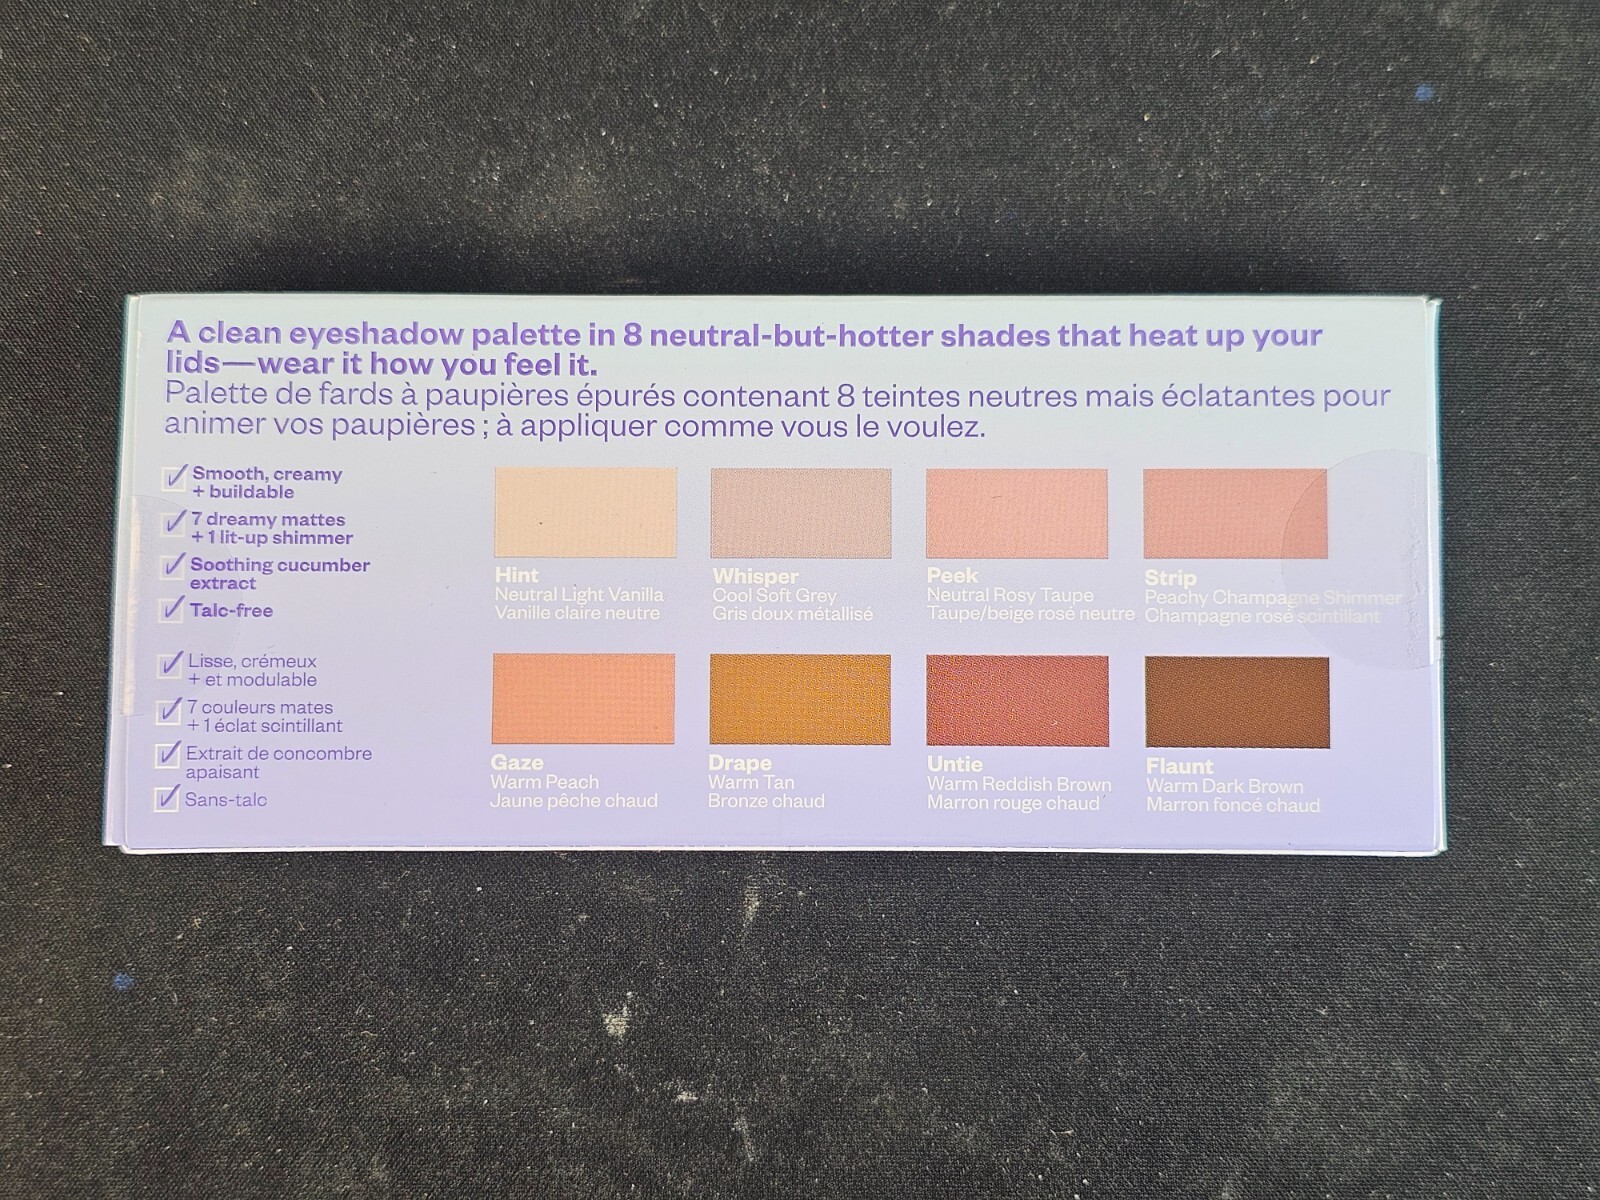 A clean eyeshadow palette in 8 neutral-but-hotter shades that heat up your
lids—wear it how you feel it.
Palette de fards à paupières épurés contenant 8 teintes neutres mais éclatantes pour
animer vos paupières ; à appliquer comme vous le voulez.
Smooth, creamy
+ buildable
7 dreamy mattes
+ 1 lit-up shimmer
Soothing cucumber
extract
Talc-free
Lisse, crémeux
+ et modulable
7 couleurs mates
+ 1 éclat scintillant
Extrait de concombre
apaisant
Sans-talc
Hint
Neutral Light Vanilla
Vanille claire neutre
Whisper
Cool Soft Grey
Gris doux métallisé
Peek
Neutral Rosy Taupe
Taupe/beige rosé neutre
Strip
Peachy Champagne Shimmer
Champagne rosé scintillant
Gaze
Warm Peach
Jaune pêche chaud
Drape
Warm Tan
Bronze chaud
Untie
Warm Reddish Brown
Marron rouge chaud
Flaunt
Warm Dark Brown
Marron foncé chaud